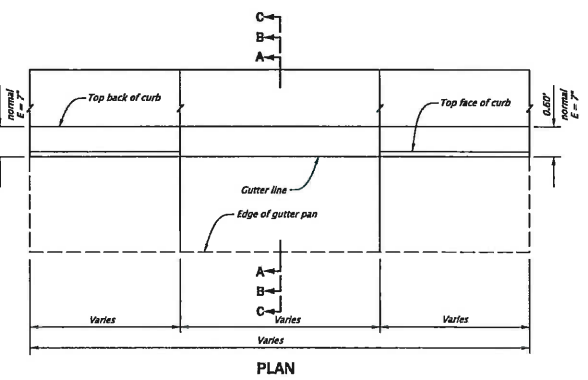 C
B
A
normal
E = 7"
Top back of curb
Top face of curb
0.60'
normal
E = 7"
Gutter line
Edge of gutter pan
A
B
C
Varies
Varies
Varies
Varies
PLAN